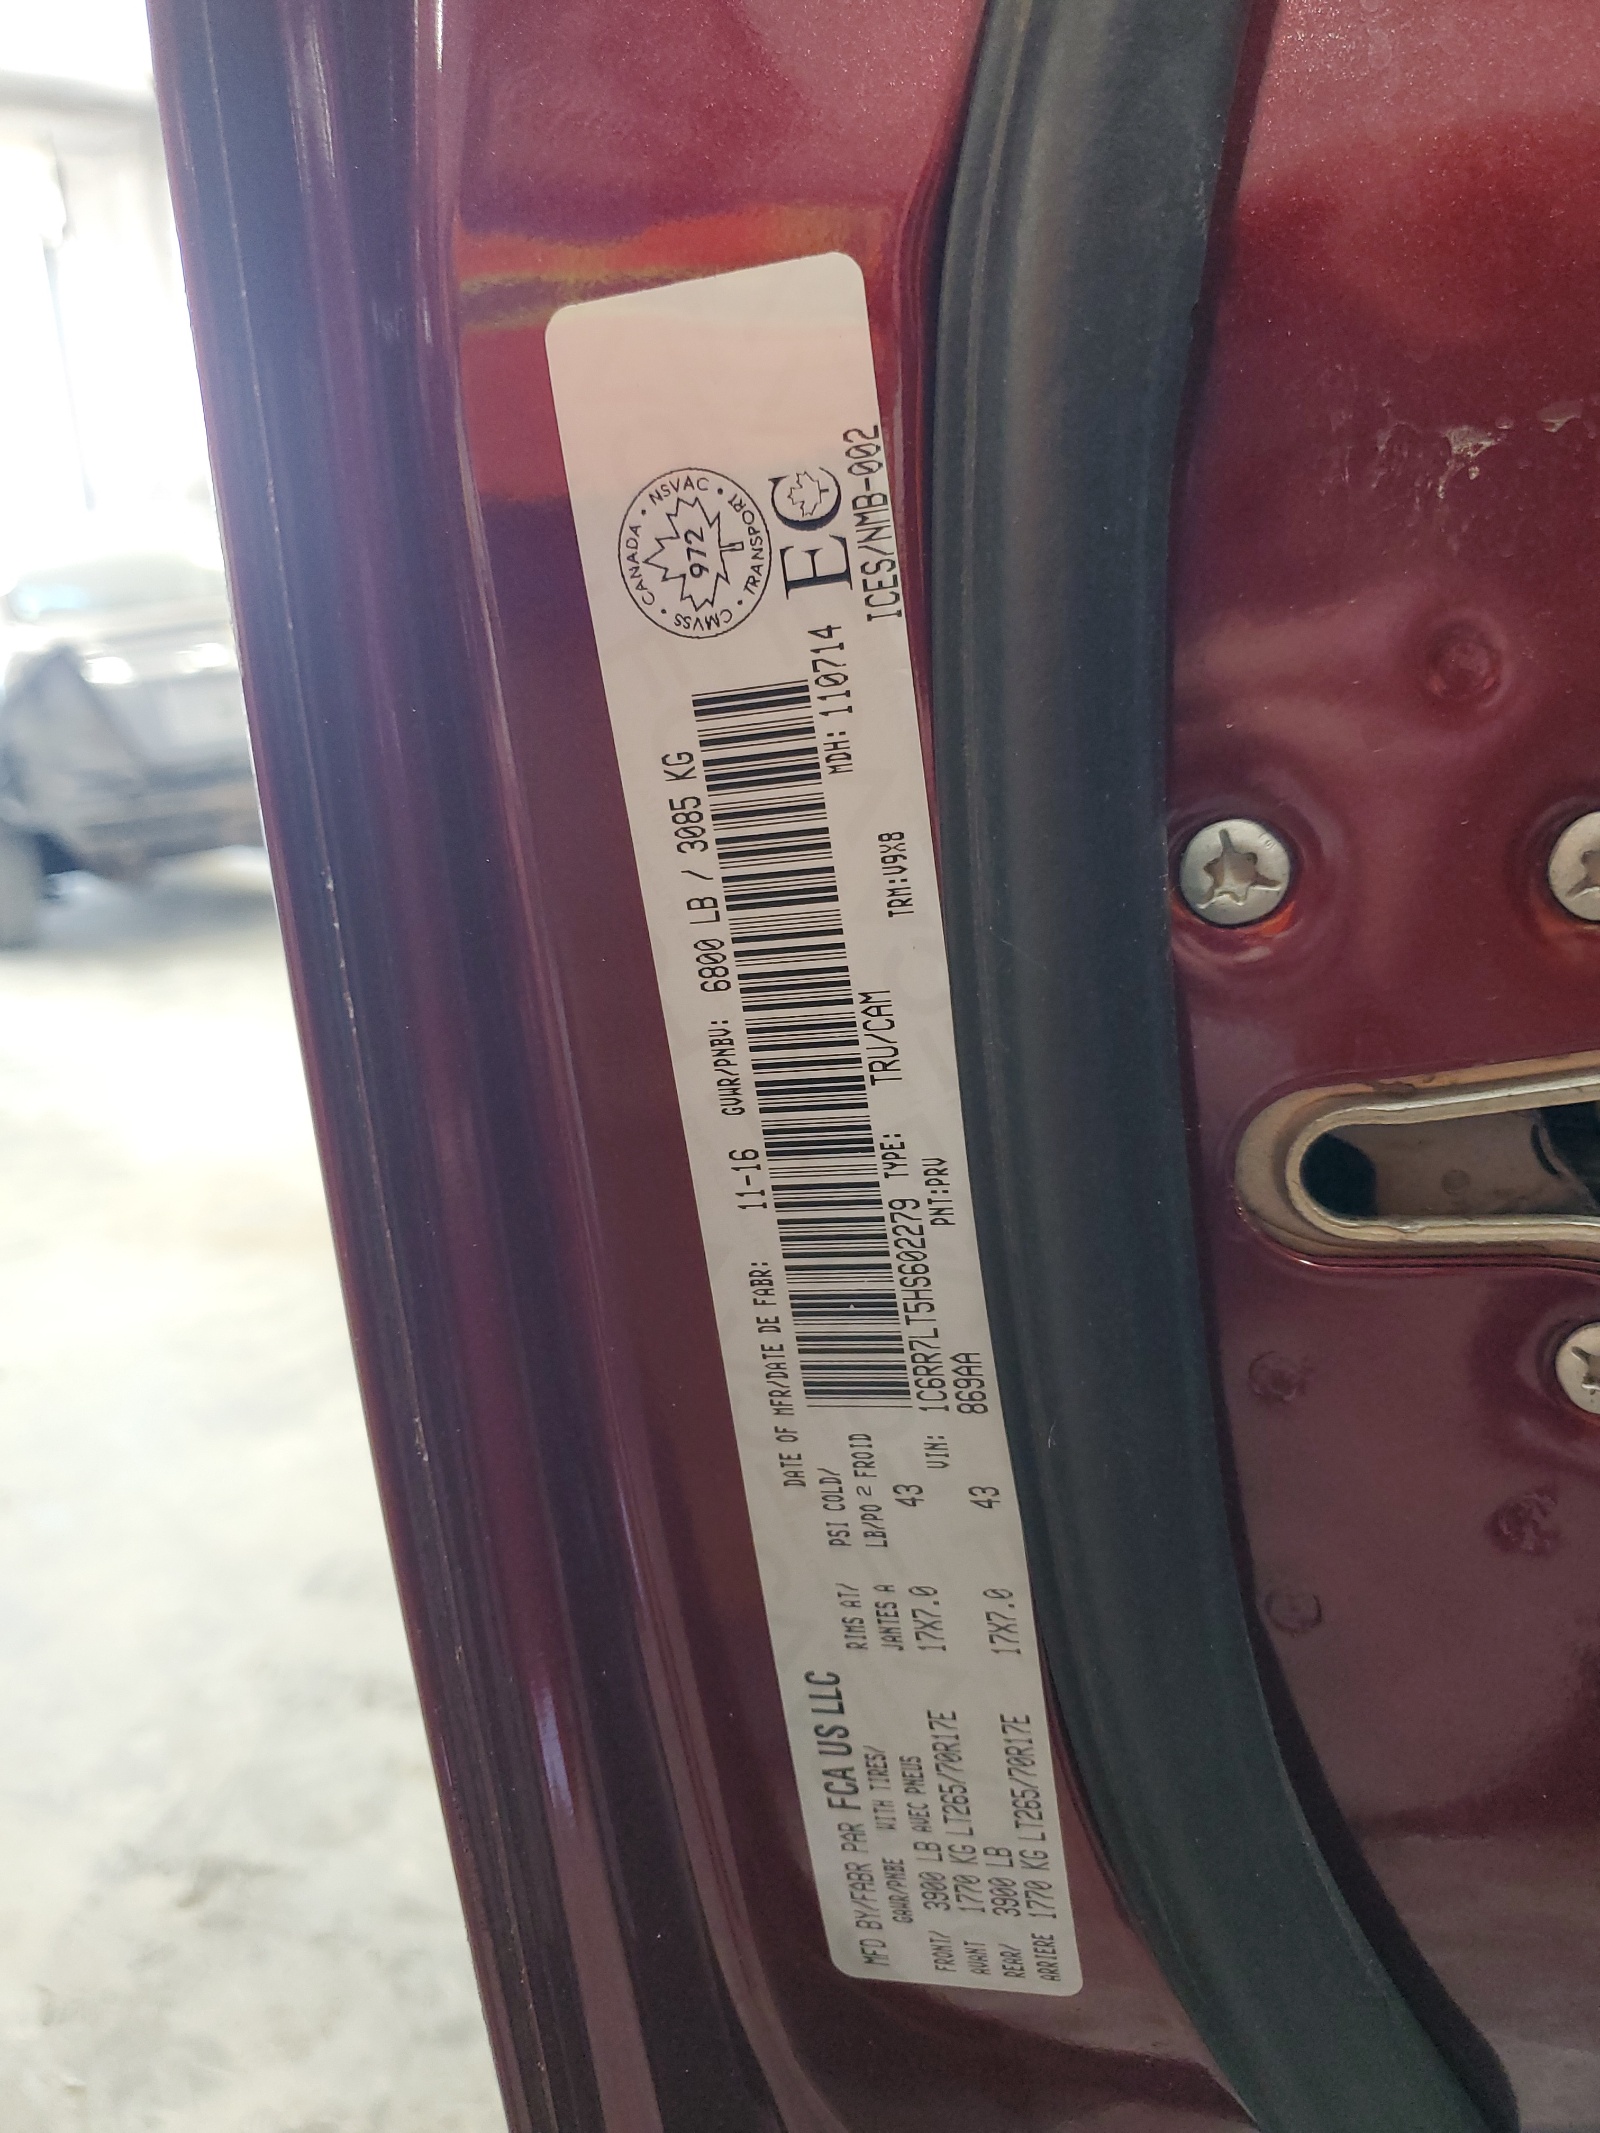 MFD BY/FABR PAR FCA US LLC
DATE OF MFR/DATE DE FABR: 11-16 GVWR/PNBV: 6800 LB / 3085 KG
GAWR/PNBE WITH TIRES/ AVEC PNEUS RIMS AT/ JANTES A PSI COLD/ LB/PO 2 FROID
FRONT/ AVANT 3900 LB 1770 KG LT265/70R17E 17X7.0 43
REAR/ ARRIERE 3900 LB 1770 KG LT265/70R17E 17X7.0 43
MDH: 110714
VIN: 1C6RR7LT5HS602279 TYPE: TRU/CAM
869AA PNT:PRV TRM:V9X8
CANADA • NSVAC • TRANSPORT • CMVSS •
972
EC
ICES/NMB-002